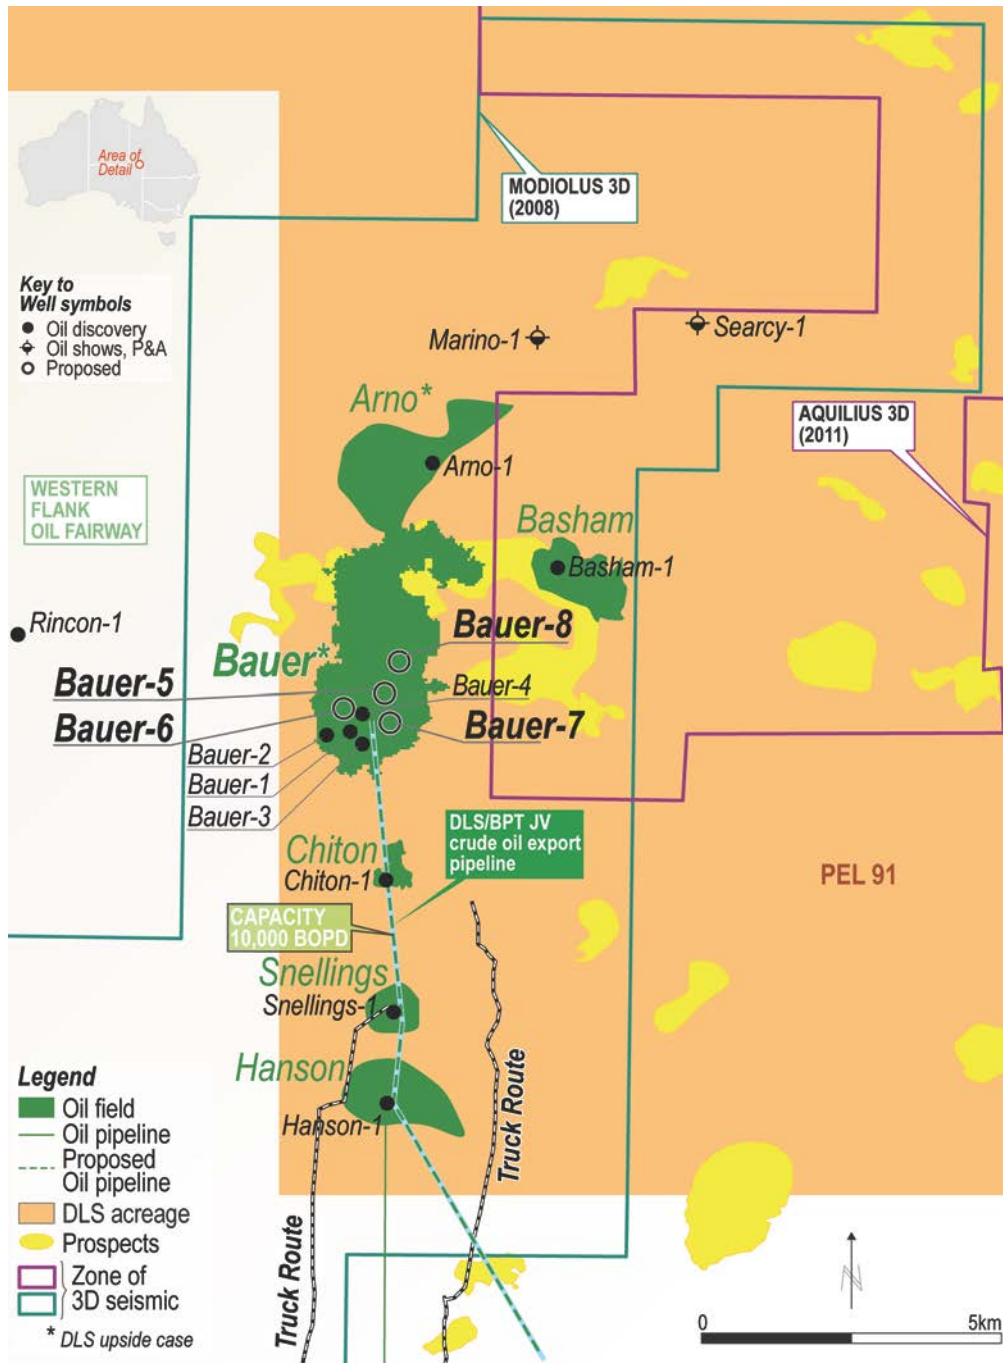 Area of
Detail
MODIOLUS 3D
(2008)
Key to
Well symbols
Oil discovery
Oil shows, P&A
Proposed
Marino-1
Searcy-1
Arno*
AQUILIUS 3D
(2011)
Arno-1
WESTERN
FLANK
OIL FAIRWAY
Basham
Basham-1
Rincon-1
Bauer-8
Bauer*
Bauer-5
Bauer-4
Bauer-6
Bauer-7
Bauer-2
Bauer-1
Bauer-3
DLS/BPT JV
crude oil export
pipeline
Chiton
Chiton-1
PEL 91
CAPACITY
10,000 BOPD
Snellings
Snellings-1
Hanson
Hanson-1
Truck Route
Truck Route
Legend
Oil field
Oil pipeline
Proposed
Oil pipeline
DLS acreage
Prospects
Zone of
3D seismic
* DLS upside case
N
0
5km